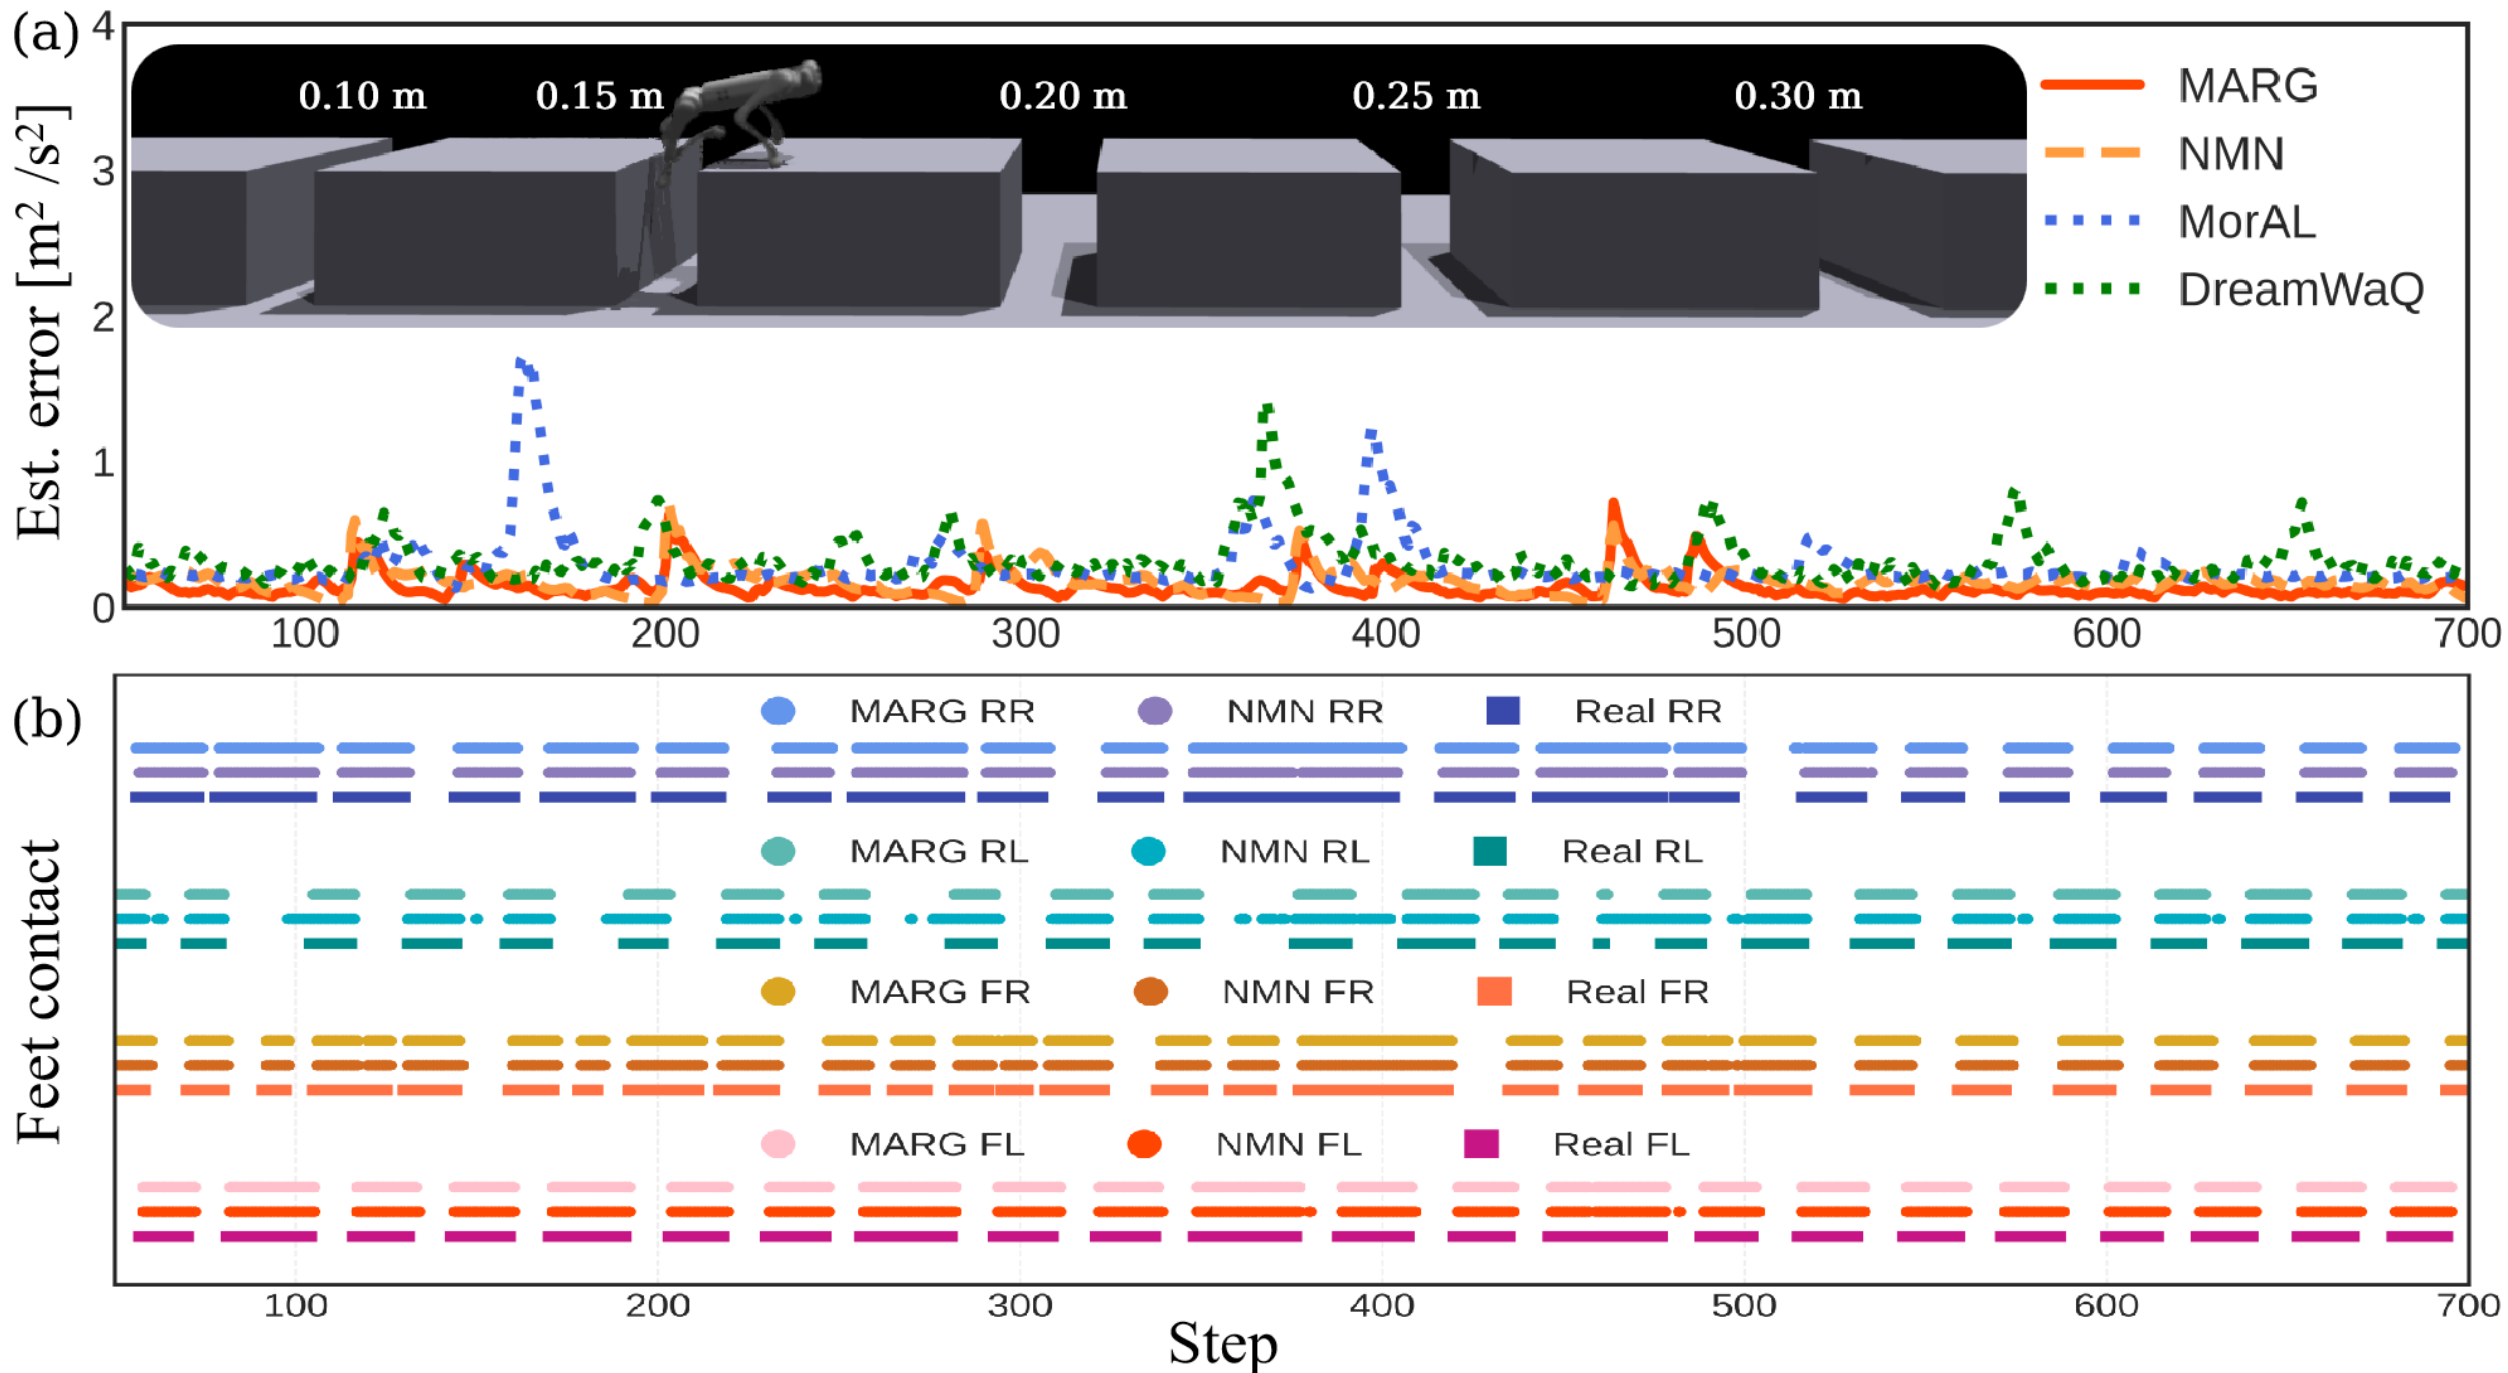 (a)
Est. error [m² /s²]
4
3
2
1
0
0.10 m 0.15 m 0.20 m 0.25 m 0.30 m
MARG
NMN
MorAL
DreamWaQ
100 200 300 400 500 600 700
(b)
Feet contact
MARG RR NMN RR Real RR
MARG RL NMN RL Real RL
MARG FR NMN FR Real FR
MARG FL NMN FL Real FL
100 200 300 400 500 600 700
Step